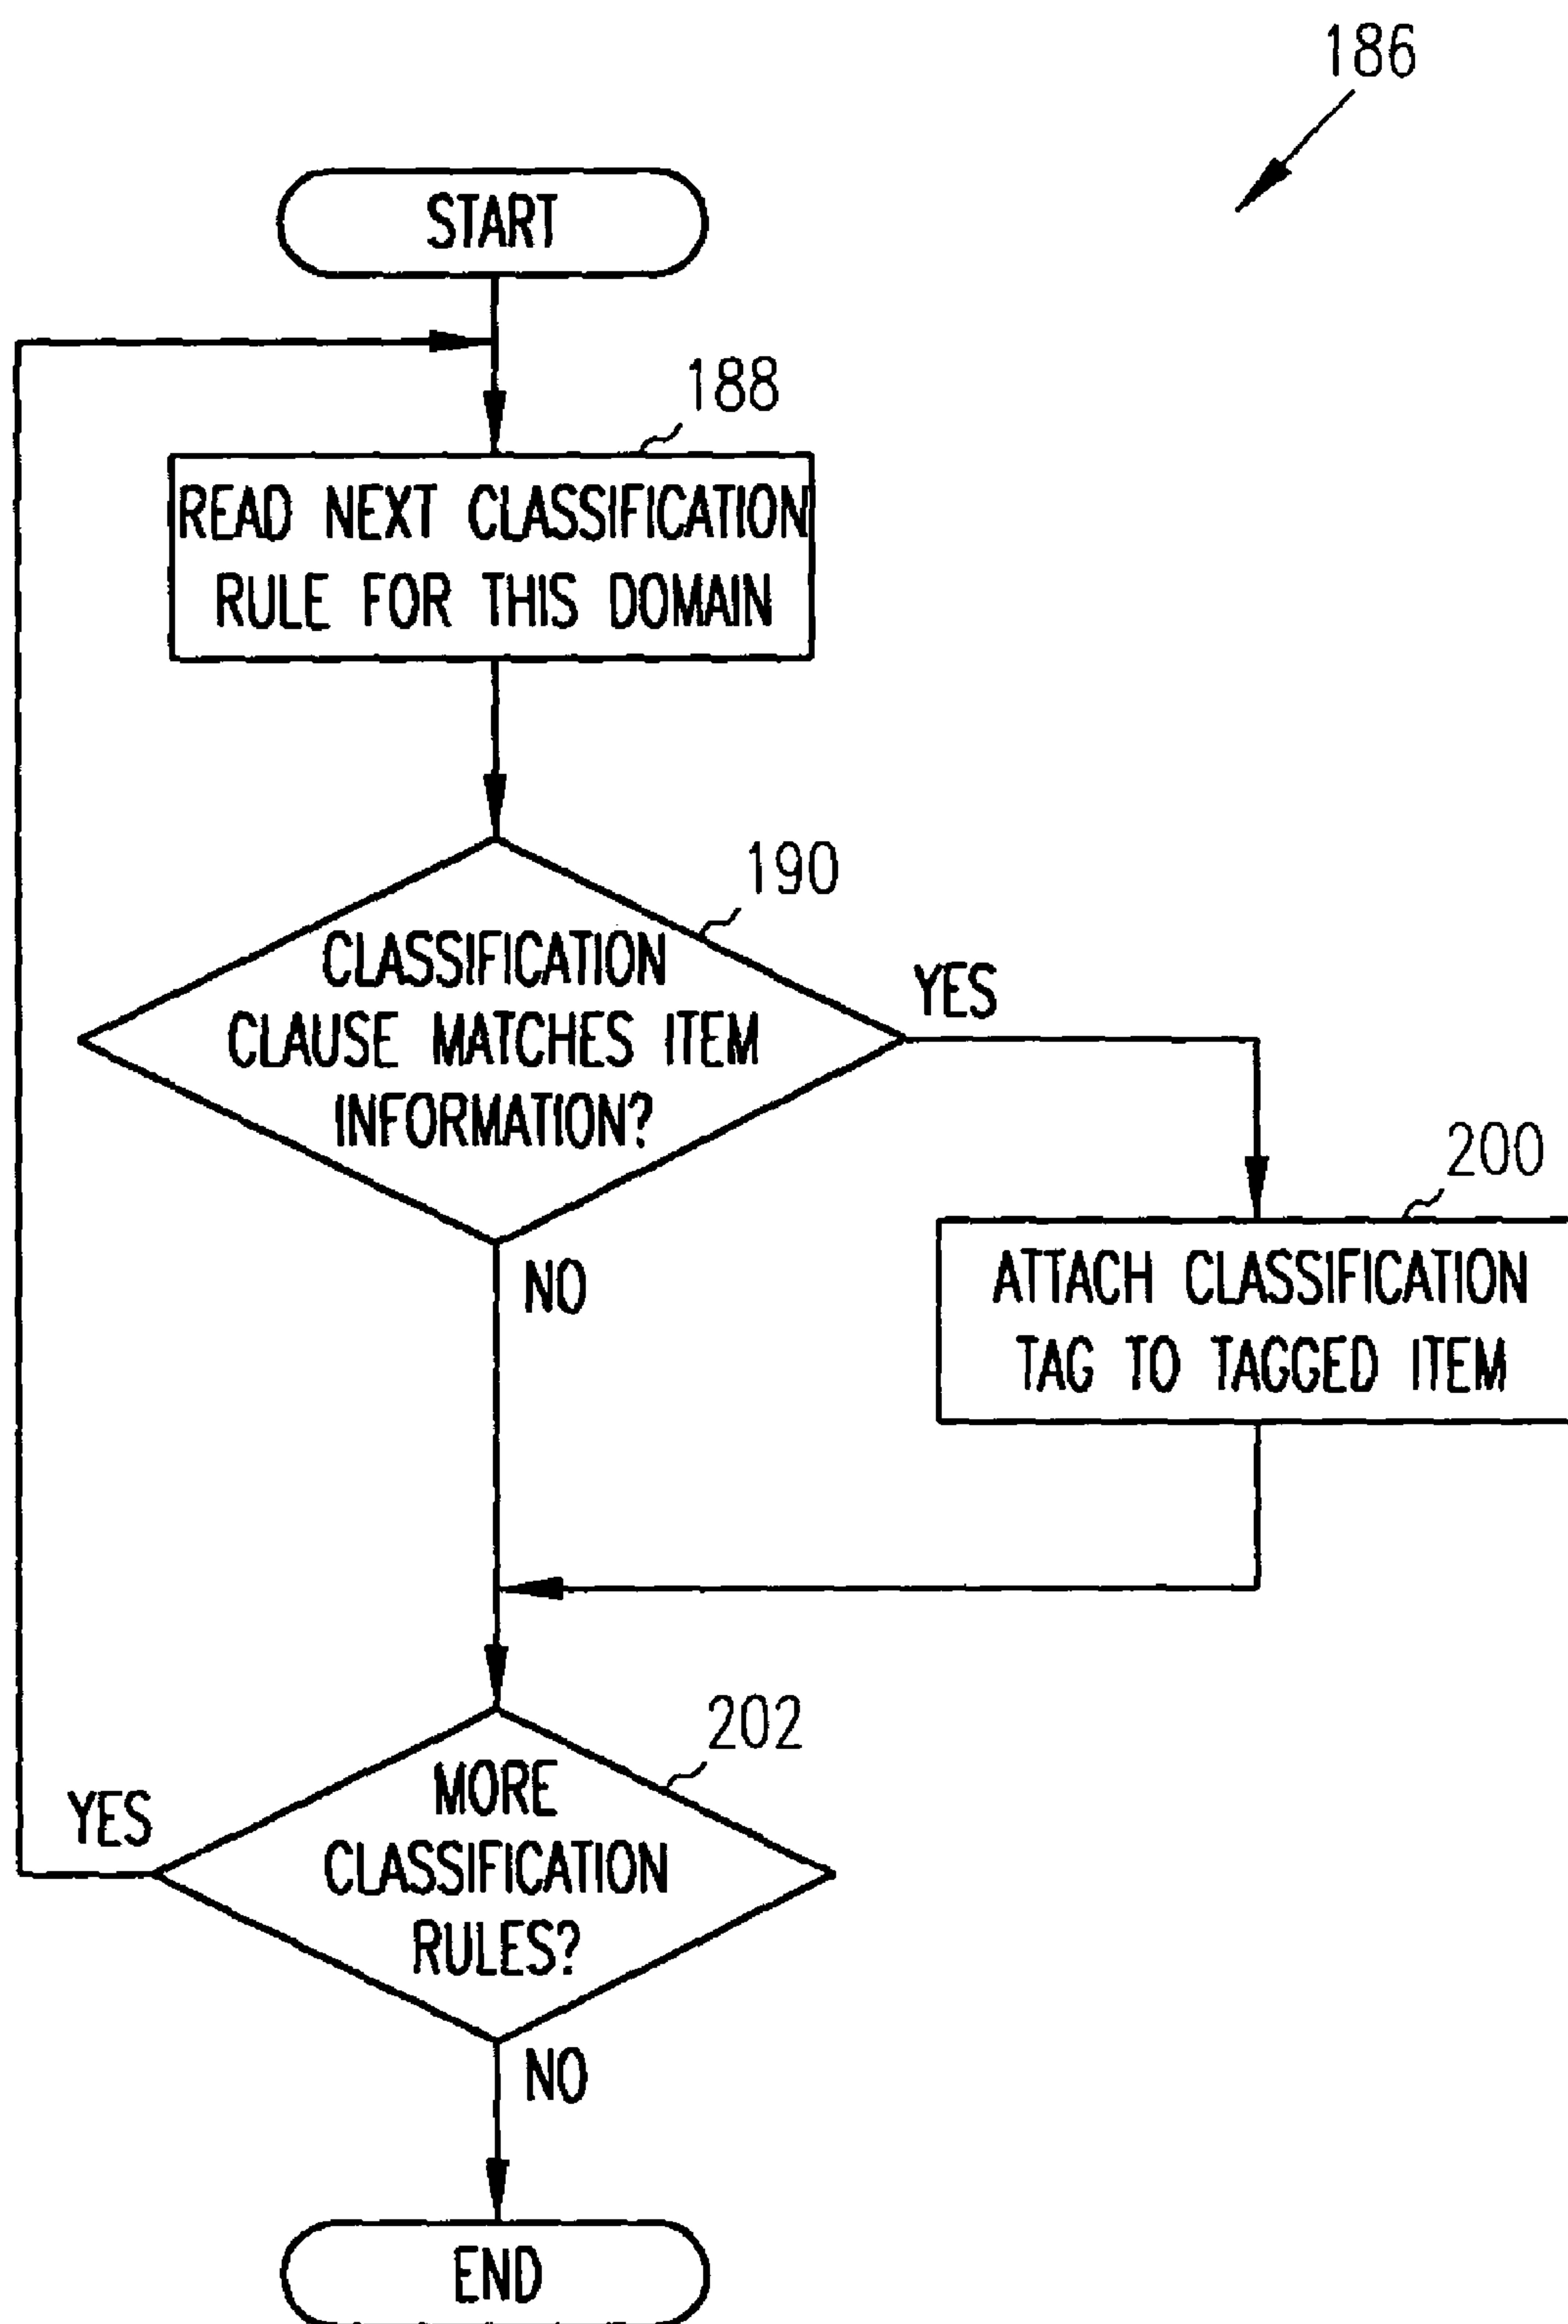 186
START
188
READ NEXT CLASSIFICATION
RULE FOR THIS DOMAIN
190
CLASSIFICATION
CLAUSE MATCHES ITEM
INFORMATION?
YES
NO
200
ATTACH CLASSIFICATION
TAG TO TAGGED ITEM
202
MORE
CLASSIFICATION
RULES?
YES
NO
END